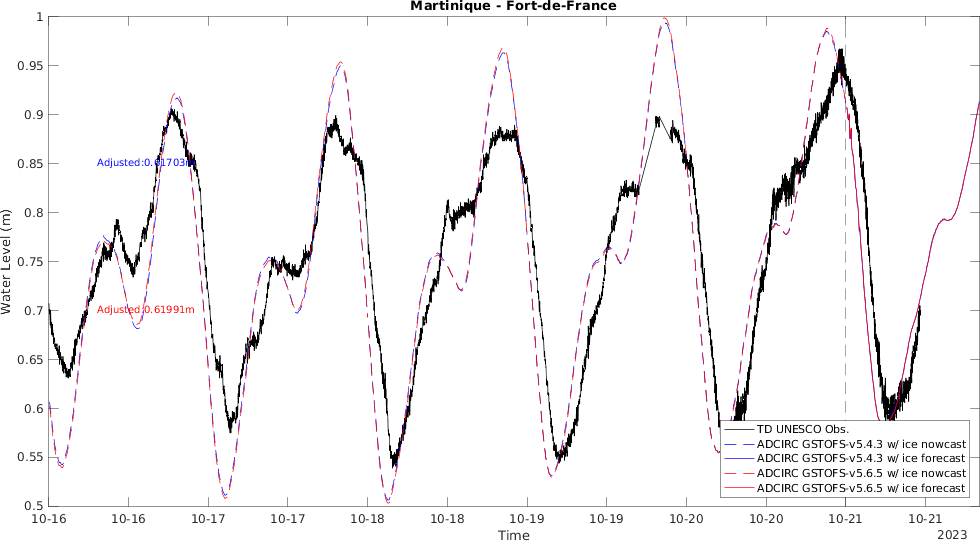 Martinique - Fort-de-France
1
0.95
0.9
0.85
0.8
0.75
0.7
0.65
0.6
0.55
0.5
Water Level (m)
Adjusted:0.61703m
Adjusted:0.61991m
TD UNESCO Obs.
ADCIRC GSTOFS-v5.4.3 w/ ice nowcast
ADCIRC GSTOFS-v5.4.3 w/ ice forecast
ADCIRC GSTOFS-v5.6.5 w/ ice nowcast
ADCIRC GSTOFS-v5.6.5 w/ ice forecast
10-16 10-16 10-17 10-17 10-18 10-18 10-19 10-19 10-20 10-20 10-21 10-21
Time
2023